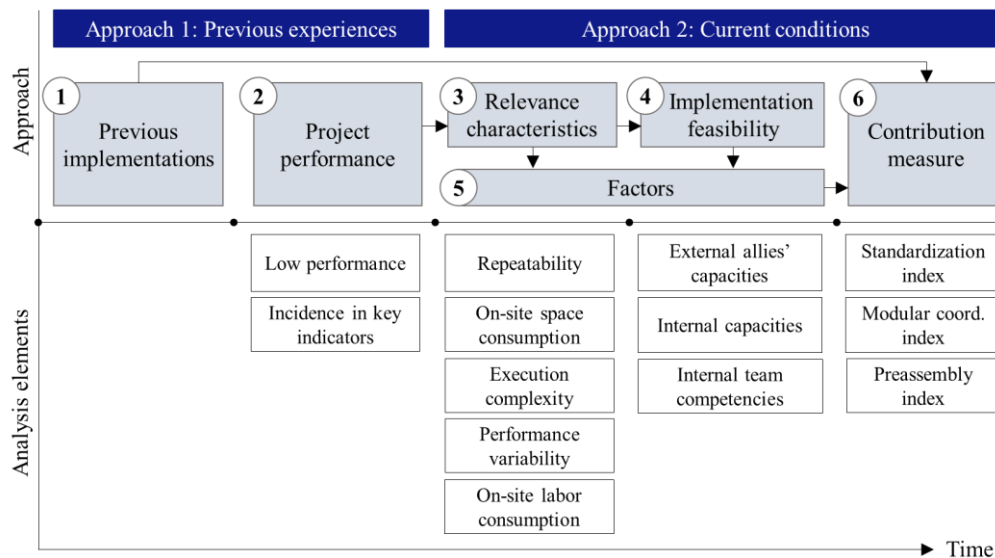 Approach 1: Previous experiences
Approach 2: Current conditions
Approach
1
Previous
implementations
2
Project
performance
3
Relevance
characteristics
4
Implementation
feasibility
5
Factors
6
Contribution
measure
Analysis elements
Low performance
Incidence in key
indicators
Repeatability
On-site space
consumption
Execution
complexity
Performance
variability
On-site labor
consumption
External allies’
capacities
Internal capacities
Internal team
competencies
Standardization
index
Modular coord.
index
Preassembly
index
Time